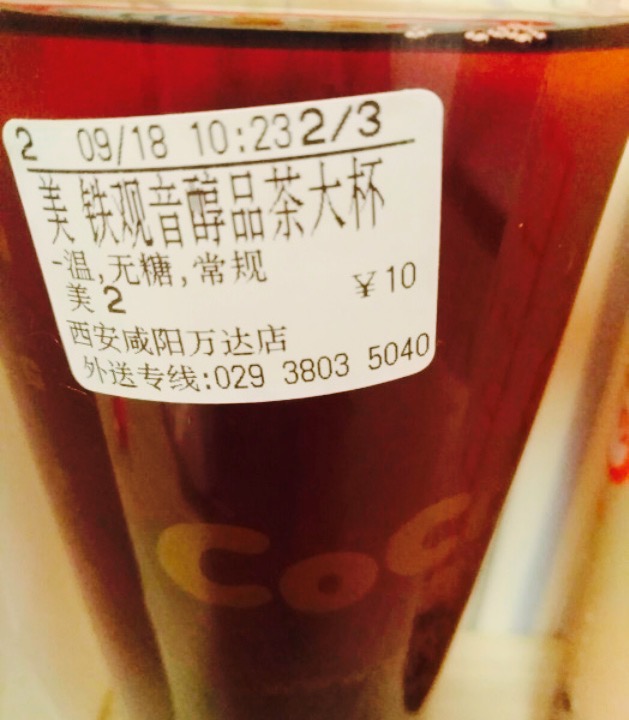 2 09/18 10:23 2/3
美 铁观音醇品茶大杯
-温,无糖,常规
美 2 ￥10
西安咸阳万达店
外送专线:029 3803 5040
CoC